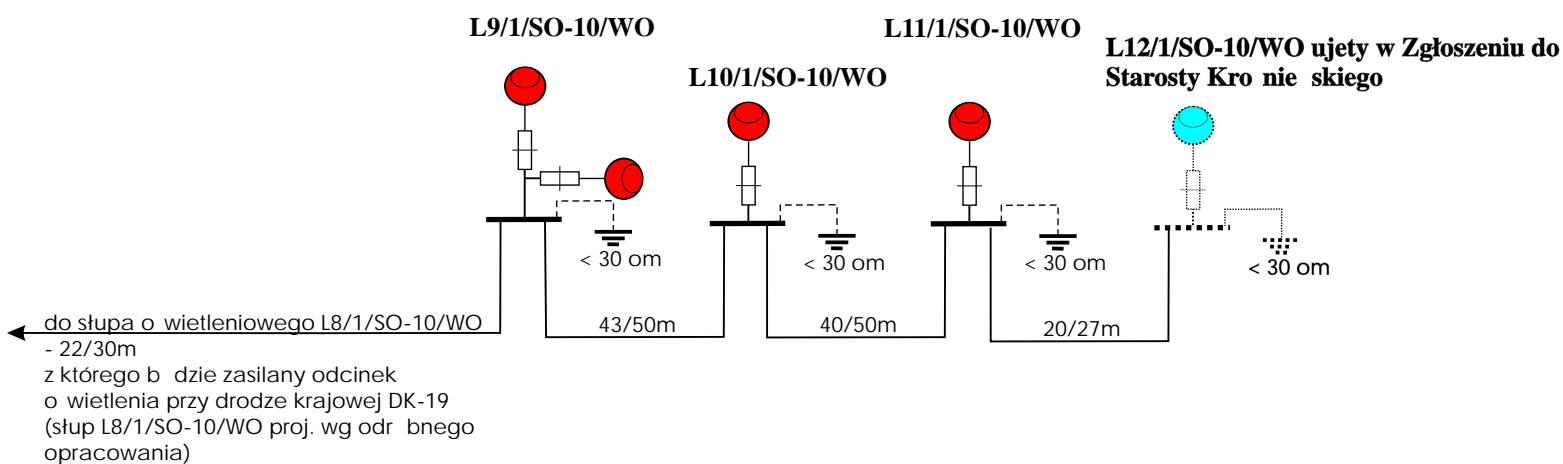 L9/1/SO-10/WO
L11/1/SO-10/WO
L10/1/SO-10/WO
L12/1/SO-10/WO ujety w Zgłoszeniu do
Starosty Kro nie skiego
< 30 om
< 30 om
< 30 om
< 30 om
43/50m
40/50m
20/27m
do słupa o wietleniowego L8/1/SO-10/WO
- 22/30m
z którego b dzie zasilany odcinek
o wietlenia przy drodze krajowej DK-19
(słup L8/1/SO-10/WO proj. wg odr bnego
opracowania)